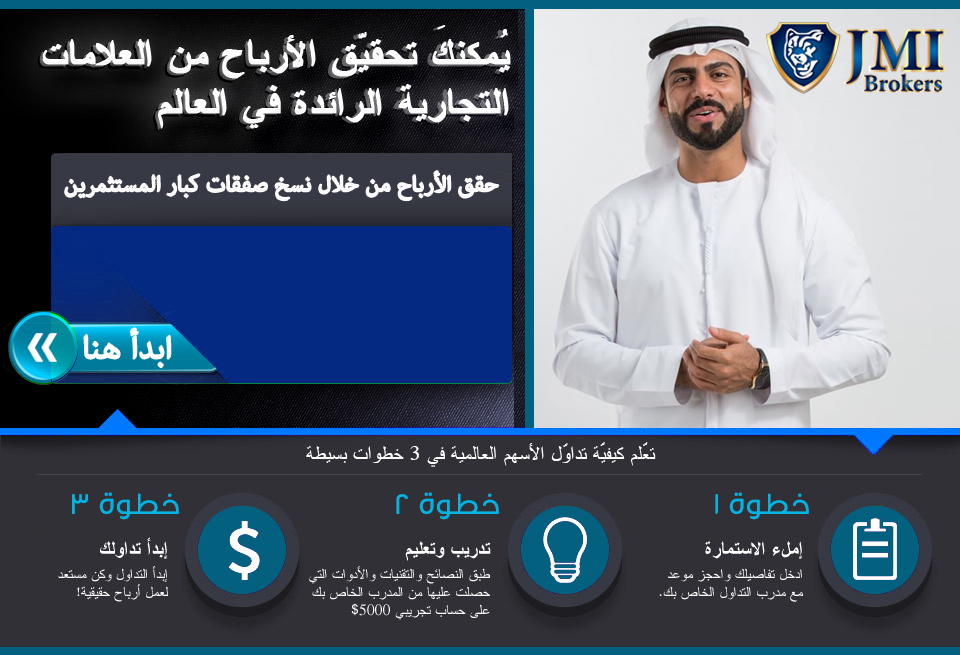 JMI
Brokers
يُمكنكَ تحقيّق الأرباح من العلامات
التجارية الرائدة في العالم
حقق الأرباح من خلال نسخ صفقات كبار المستثمرين
ابدأ هنا
تعّلم كيفيّة تداوّل الأسهم العالمية في 3 خطوات بسيطة
خطوة ١
إملء الاستمارة
ادخل تفاصيلك واحجز موعد
مع مدرب التداول الخاص بك.
خطوة ٢
تدريب وتعليم
طبق النصائح والتقنيات والأدوات التي
حصلت عليها من المدرب الخاص بك
على حساب تجريبي 5000$
خطوة ٣
إبدأ تداولك
إبدأ التداول وكن مستعد
لعمل أرباح حقيقية!